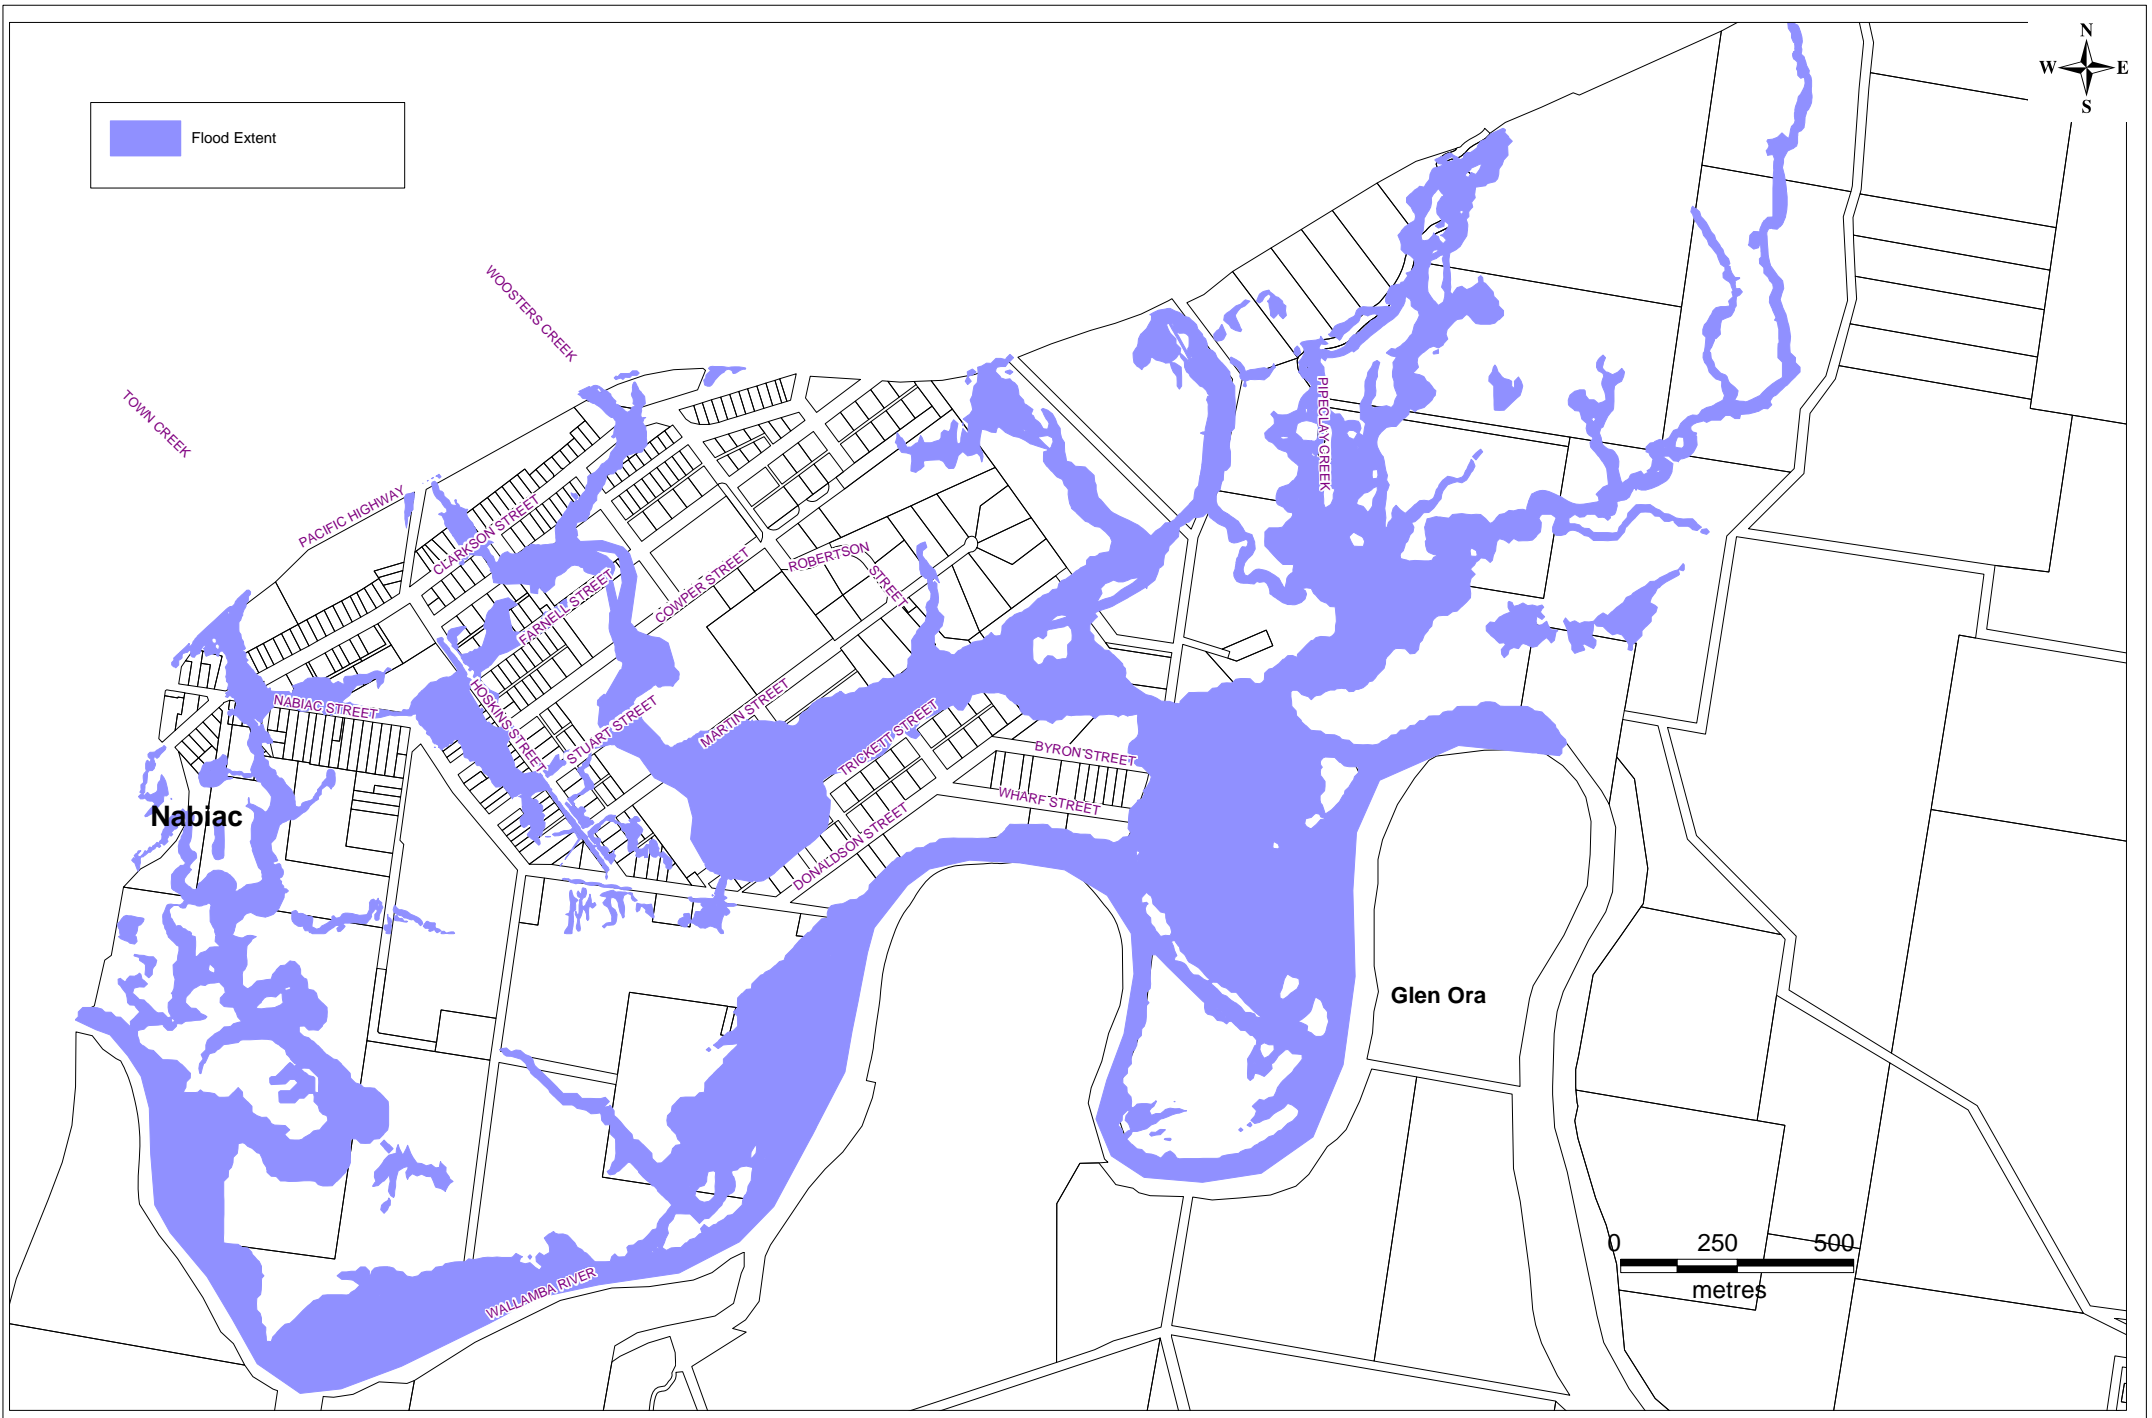 N
W E
S
Flood Extent
WOOSTERS CREEK
TOWN CREEK
PIPECLAY CREEK
PACIFIC HIGHWAY
CLARKSON STREET
ROBERTSON
STREET
COWPER STREET
FARNELL STREET
NABIAC STREET
HOSKINS STREET
STUART STREET
MARTIN STREET
TRICKETT STREET
BYRON STREET
WHARF STREET
DONALDSON STREET
Nabiac
Glen Ora
WALLAMBA RIVER
0 250 500
metres